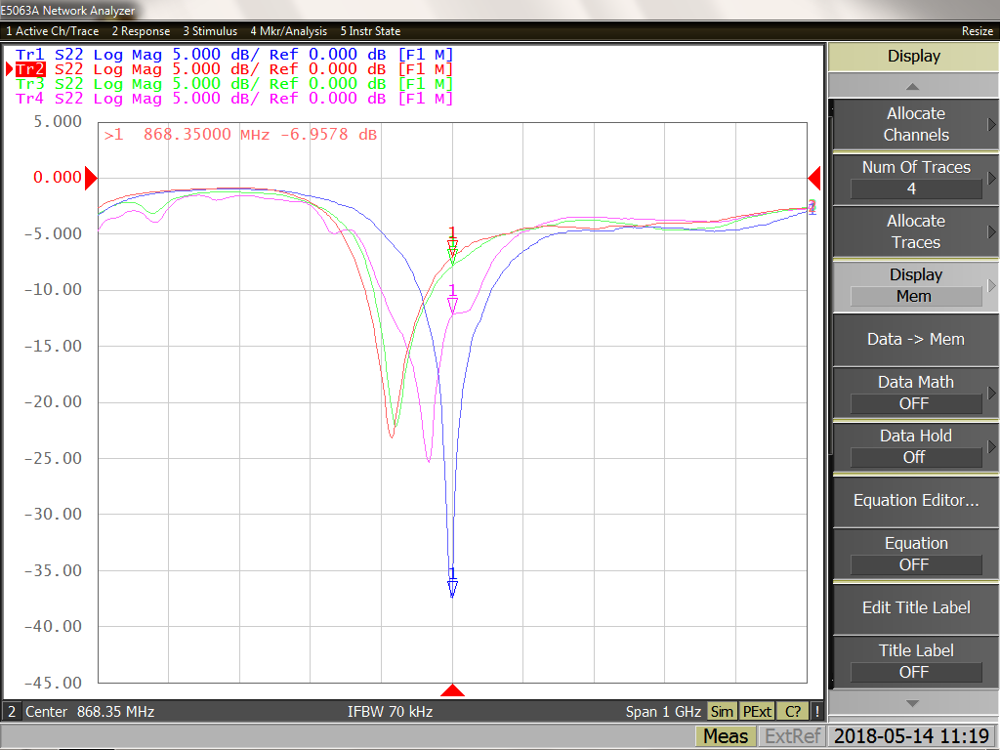 E5063A Network Analyzer
1 Active Ch/Trace 2 Response 3 Stimulus 4 Mkr/Analysis 5 Instr State
Resize
Tr1 S22 Log Mag 5.000 dB/ Ref 0.000 dB [F1 M]
Tr2 S22 Log Mag 5.000 dB/ Ref 0.000 dB [F1 M]
Tr3 S22 Log Mag 5.000 dB/ Ref 0.000 dB [F1 M]
Tr4 S22 Log Mag 5.000 dB/ Ref 0.000 dB [F1 M]
>1 868.35000 MHz -6.9578 dB
5.000
0.000
-5.000
-10.00
-15.00
-20.00
-25.00
-30.00
-35.00
-40.00
-45.00
1
1
1
Display
Allocate
Channels
Num Of Traces
4
Allocate
Traces
Display
Mem
Data -> Mem
Data Math
OFF
Data Hold
Off
Equation Editor...
Equation
OFF
Edit Title Label
Title Label
OFF
2 Center 868.35 MHz IFBW 70 kHz Span 1 GHz Sim PExt C? !
Meas ExtRef 2018-05-14 11:19